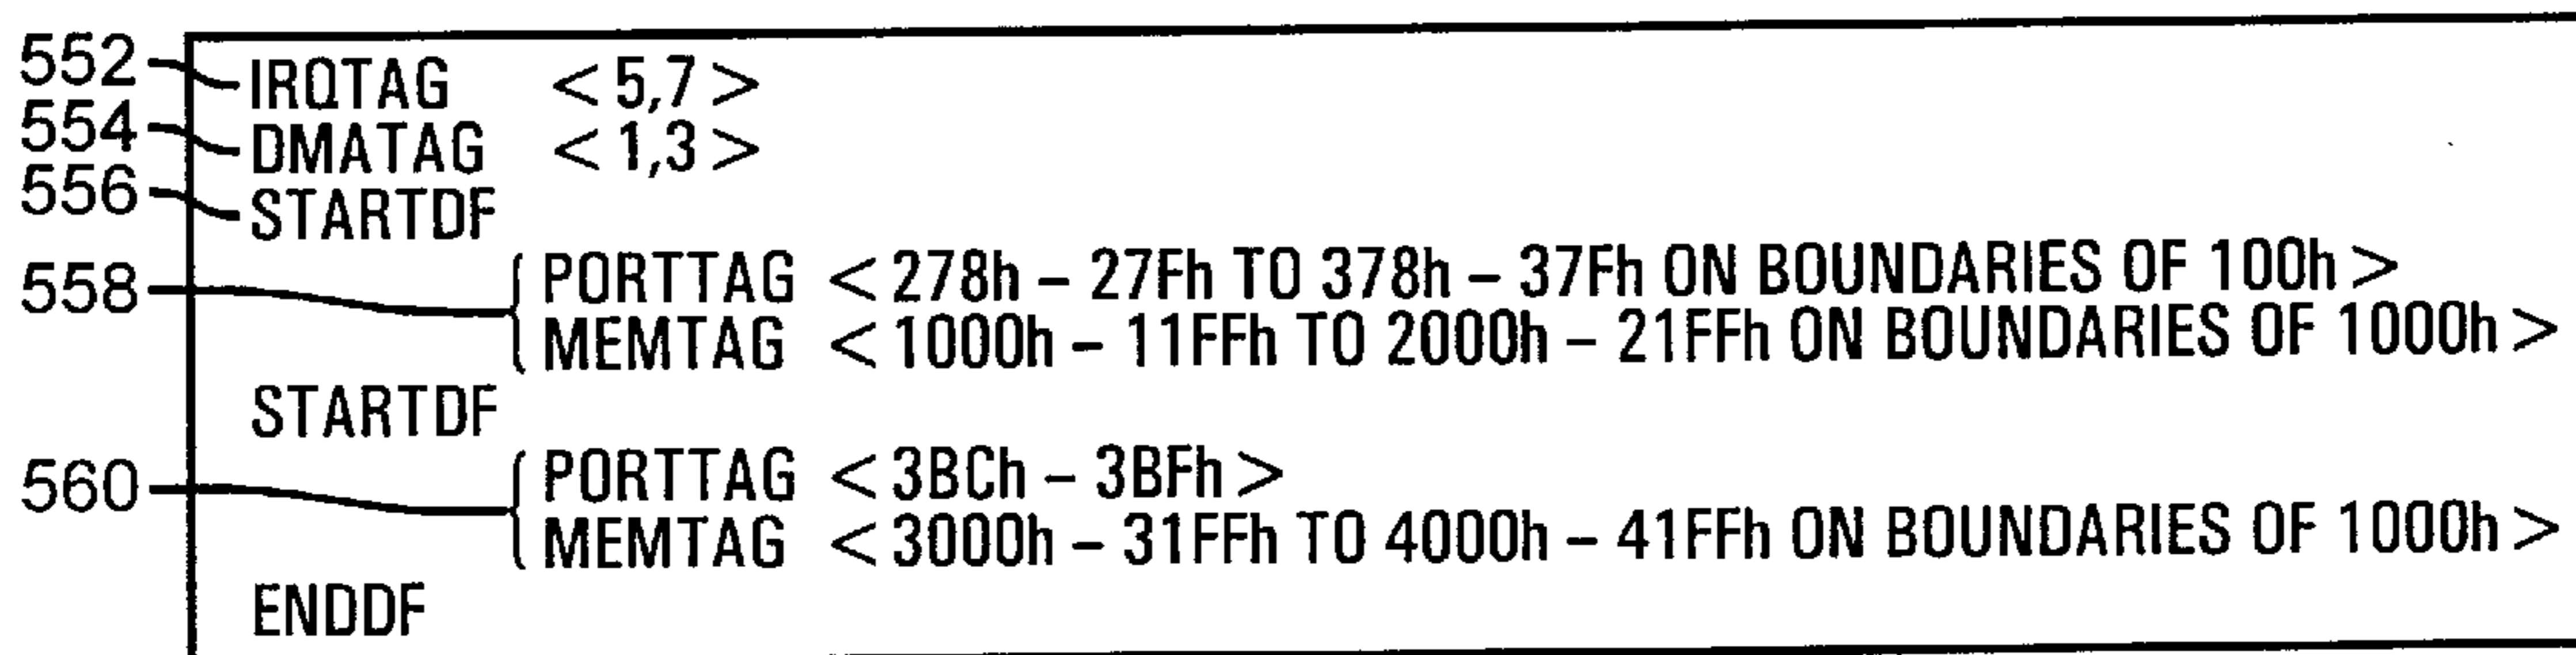 552 IRQTAG < 5,7 >
554 DMATAG < 1,3 >
556 STARTDF
558 PORTTAG < 278h – 27Fh TO 378h – 37Fh ON BOUNDARIES OF 100h >
MEMTAG < 1000h – 11FFh TO 2000h – 21FFh ON BOUNDARIES OF 1000h >
STARTDF
560 PORTTAG < 3BCh – 3BFh >
MEMTAG < 3000h – 31FFh TO 4000h – 41FFh ON BOUNDARIES OF 1000h >
ENDDF